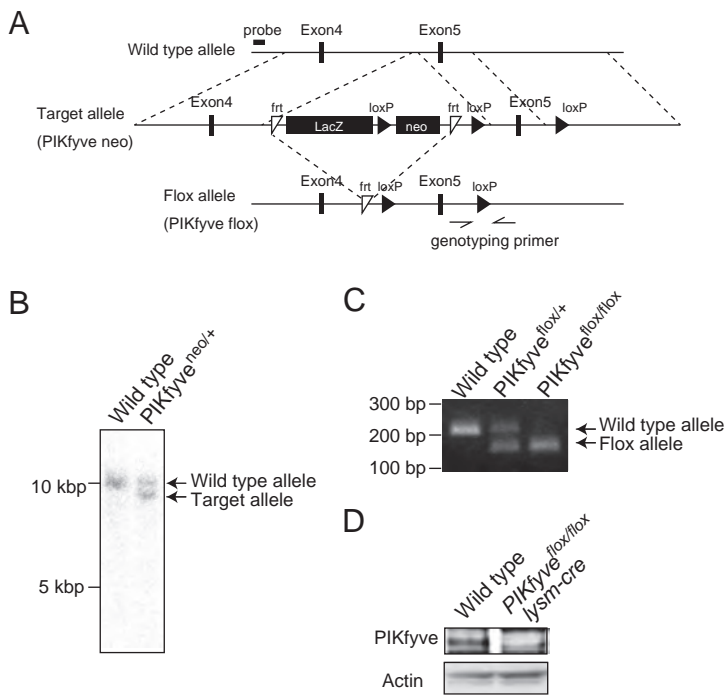 A
probe
Exon4
Exon5
Wild type allele
Target allele
(PIKfyve neo)
Exon4
frt
LacZ
loxP
neo
frt
loxP
Exon5
loxP
Flox allele
(PIKfyve flox)
Exon4
frt
loxP
Exon5
loxP
genotyping primer
B
Wild type
PIKfyve neo/+
10 kbp
Wild type allele
Target allele
5 kbp
C
Wild type
PIKfyve flox/+
PIKfyve flox/flox
300 bp
200 bp
100 bp
Wild type allele
Flox allele
D
Wild type
PIKfyve flox/flox
lysm-cre
PIKfyve
Actin